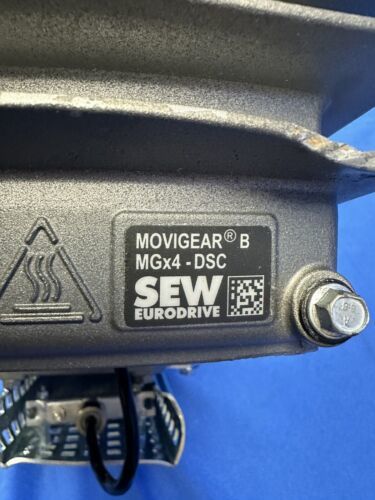 MOVIGEAR® B
MGx4 - DSC
SEW
EURODRIVE